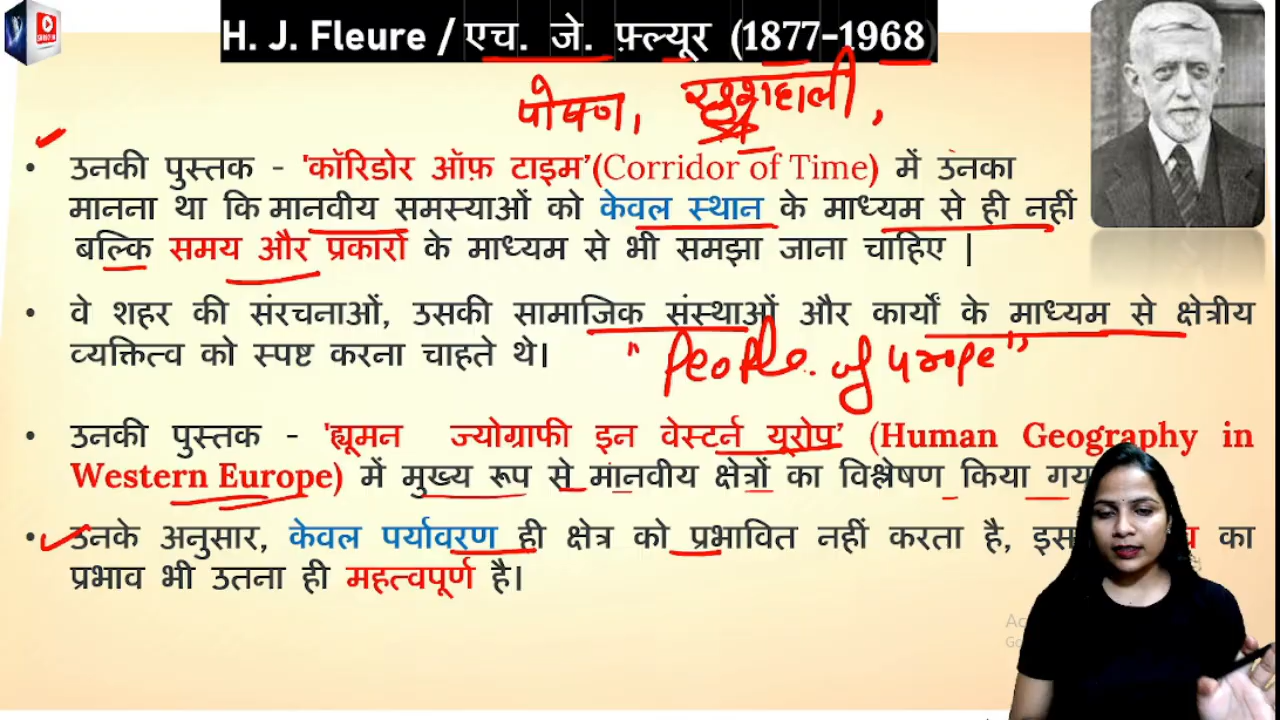 H. J. Fleure / एच. जे. फ़्ल्यूर (1877-1968)
पोषण, खुशहाली,
• उनकी पुस्तक - 'कॉरिडोर ऑफ़ टाइम’(Corridor of Time) में उनका
मानना था कि मानवीय समस्याओं को केवल स्थान के माध्यम से ही नहीं
बल्कि समय और प्रकारों के माध्यम से भी समझा जाना चाहिए |
• वे शहर की संरचनाओं, उसकी सामाजिक संस्थाओं और कार्यों के माध्यम से क्षेत्रीय
व्यक्तित्व को स्पष्ट करना चाहते थे।
"People of Europe"
• उनकी पुस्तक - 'ह्यूमन ज्योग्राफी इन वेस्टर्न यूरोप’ (Human Geography in
Western Europe) में मुख्य रूप से मानवीय क्षेत्रों का विश्लेषण किया
• उनके अनुसार, केवल पर्यावरण ही क्षेत्र को प्रभावित नहीं करता है, का
प्रभाव भी उतना ही महत्वपूर्ण है।